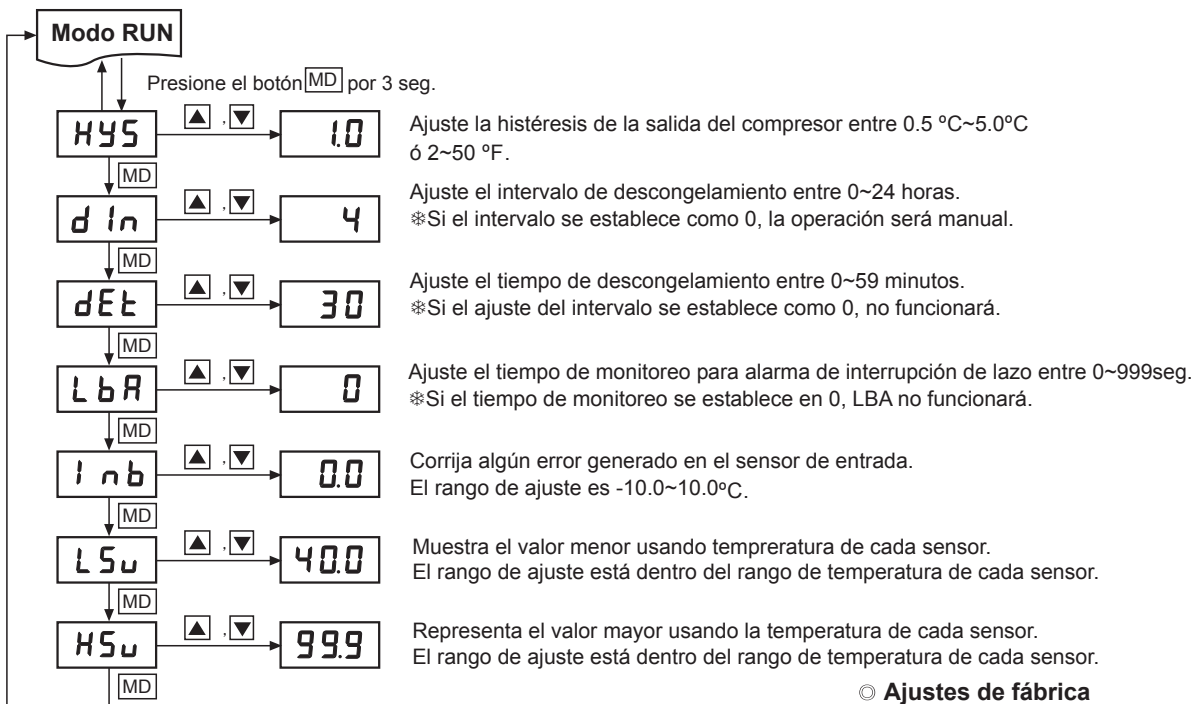 Modo RUN
Presione el botón MD por 3 seg.
HYS ▲ , ▼ 1.0 Ajuste la histéresis de la salida del compresor entre 0.5 ºC~5.0ºC
ó 2~50 ºF.
MD
dIn ▲ , ▼ 4 Ajuste el intervalo de descongelamiento entre 0~24 horas.
❄Si el intervalo se establece como 0, la operación será manual.
MD
dEt ▲ , ▼ 30 Ajuste el tiempo de descongelamiento entre 0~59 minutos.
❄Si el ajuste del intervalo se establece como 0, no funcionará.
MD
LbA ▲ , ▼ 0 Ajuste el tiempo de monitoreo para alarma de interrupción de lazo entre 0~999seg.
❄Si el tiempo de monitoreo se establece en 0, LBA no funcionará.
MD
Inb ▲ , ▼ 0.0 Corrija algún error generado en el sensor de entrada.
El rango de ajuste es -10.0~10.0ºC.
MD
LSu ▲ , ▼ 40.0 Muestra el valor menor usando tempreratura de cada sensor.
El rango de ajuste está dentro del rango de temperatura de cada sensor.
MD
HSu ▲ , ▼ 99.9 Representa el valor mayor usando la temperatura de cada sensor.
El rango de ajuste está dentro del rango de temperatura de cada sensor.
MD
◎ Ajustes de fábrica